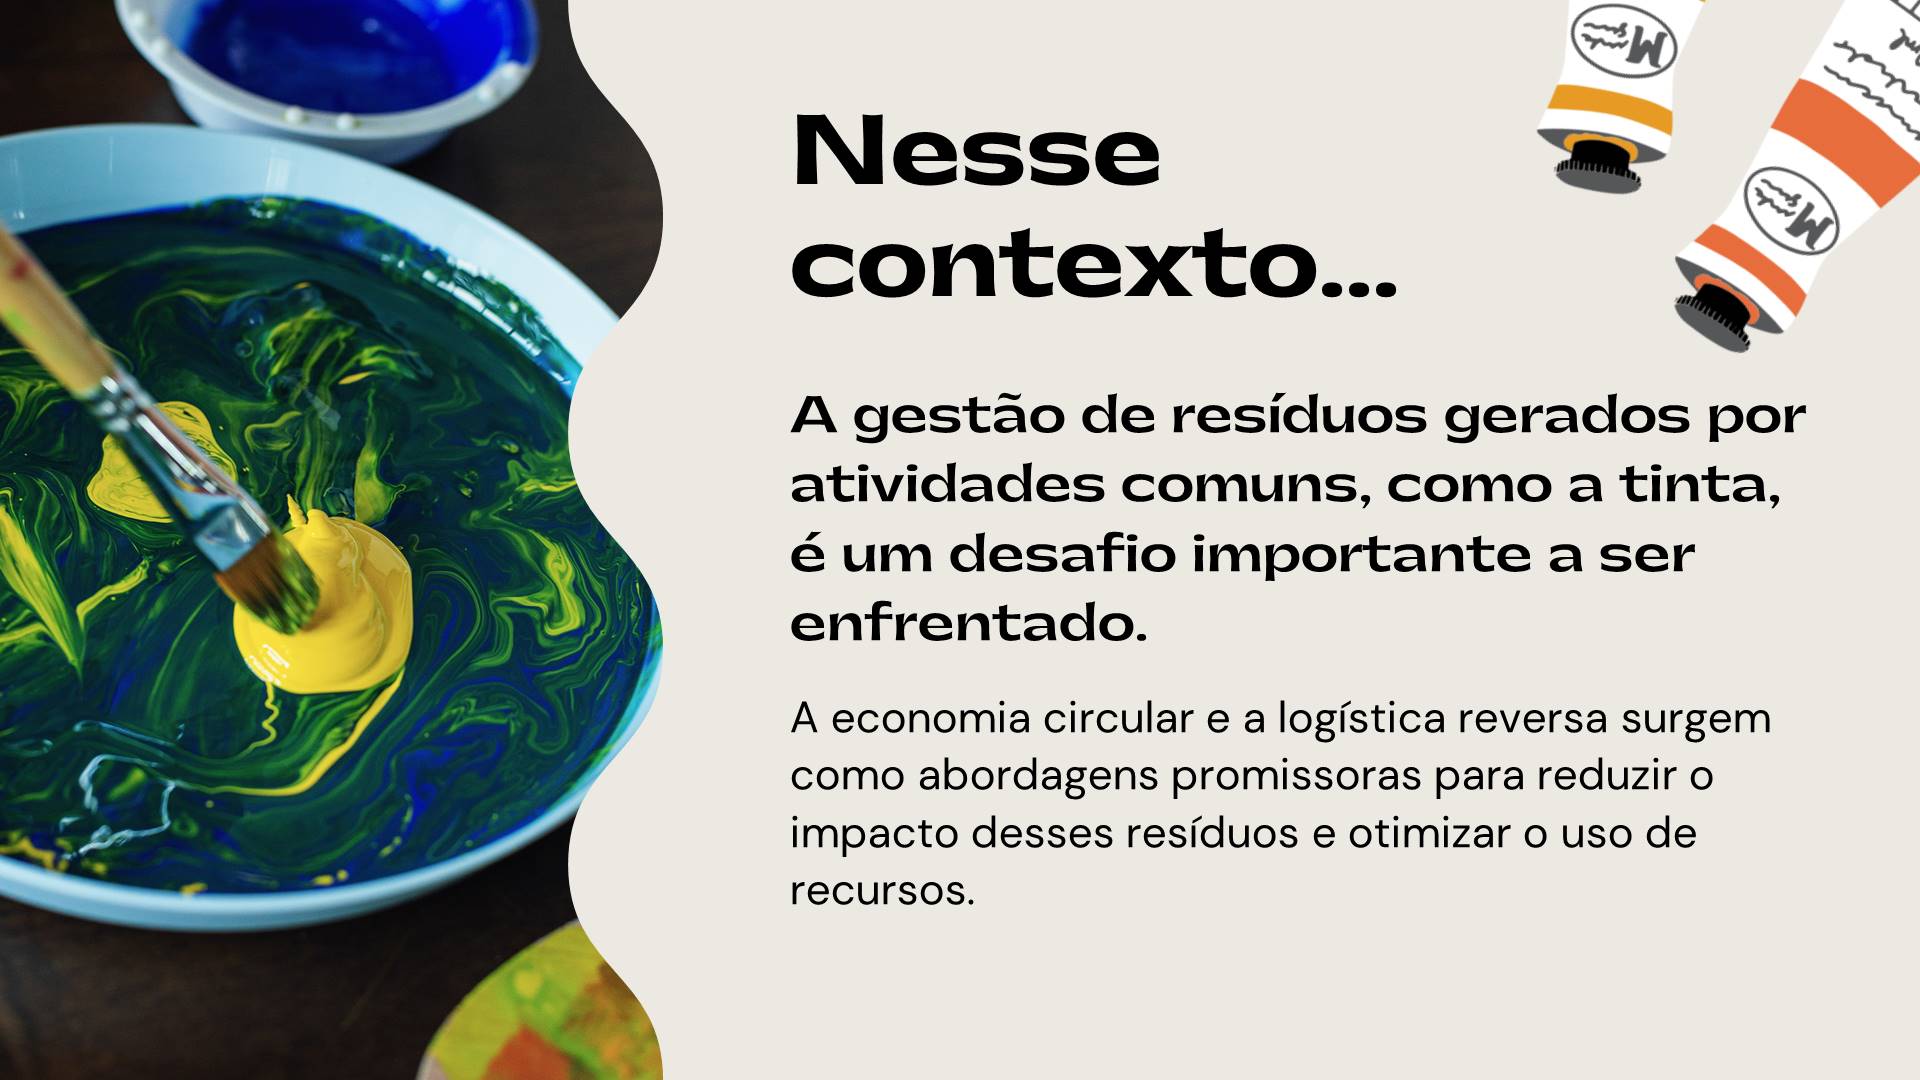 Nesse
contexto...
A gestão de resíduos gerados por
atividades comuns, como a tinta,
é um desafio importante a ser
enfrentado.
A economia circular e a logística reversa surgem
como abordagens promissoras para reduzir o
impacto desses resíduos e otimizar o uso de
recursos.
M
M